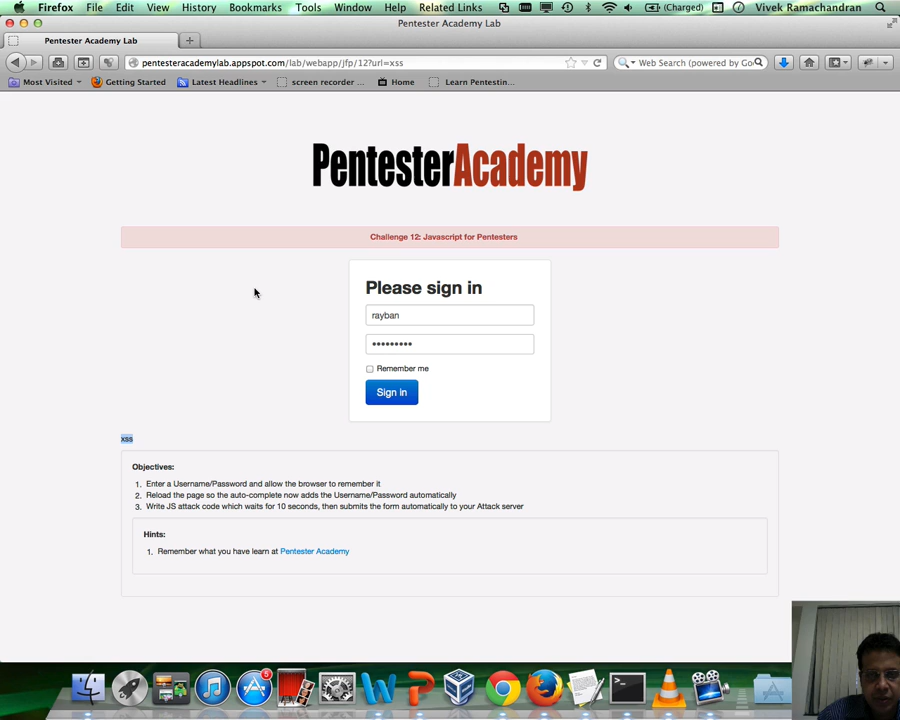 Firefox File Edit View History Bookmarks Tools Window Related Links Help (Charged) Vivek Ramachandran
Pentester Academy Lab
Pentester Academy Lab
pentesteracademylab.appspot.com/lab/webapp/jfp/12?url=xss Web Search (powered by Go
Most Visited Getting Started Latest Headlines screen recorder ... Home Learn Pentestin...
PentesterAcademy
Challenge 12: Javascript for Pentesters
Please sign in
rayban
•••••••••
Remember me
Sign in
xss
Objectives:
1. Enter a Username/Password and allow the browser to remember it
2. Reload the page so the auto-complete now adds the Username/Password automatically
3. Write JS attack code which waits for 10 seconds, then submits the form automatically to your Attack server
Hints:
1. Remember what you have learn at Pentester Academy